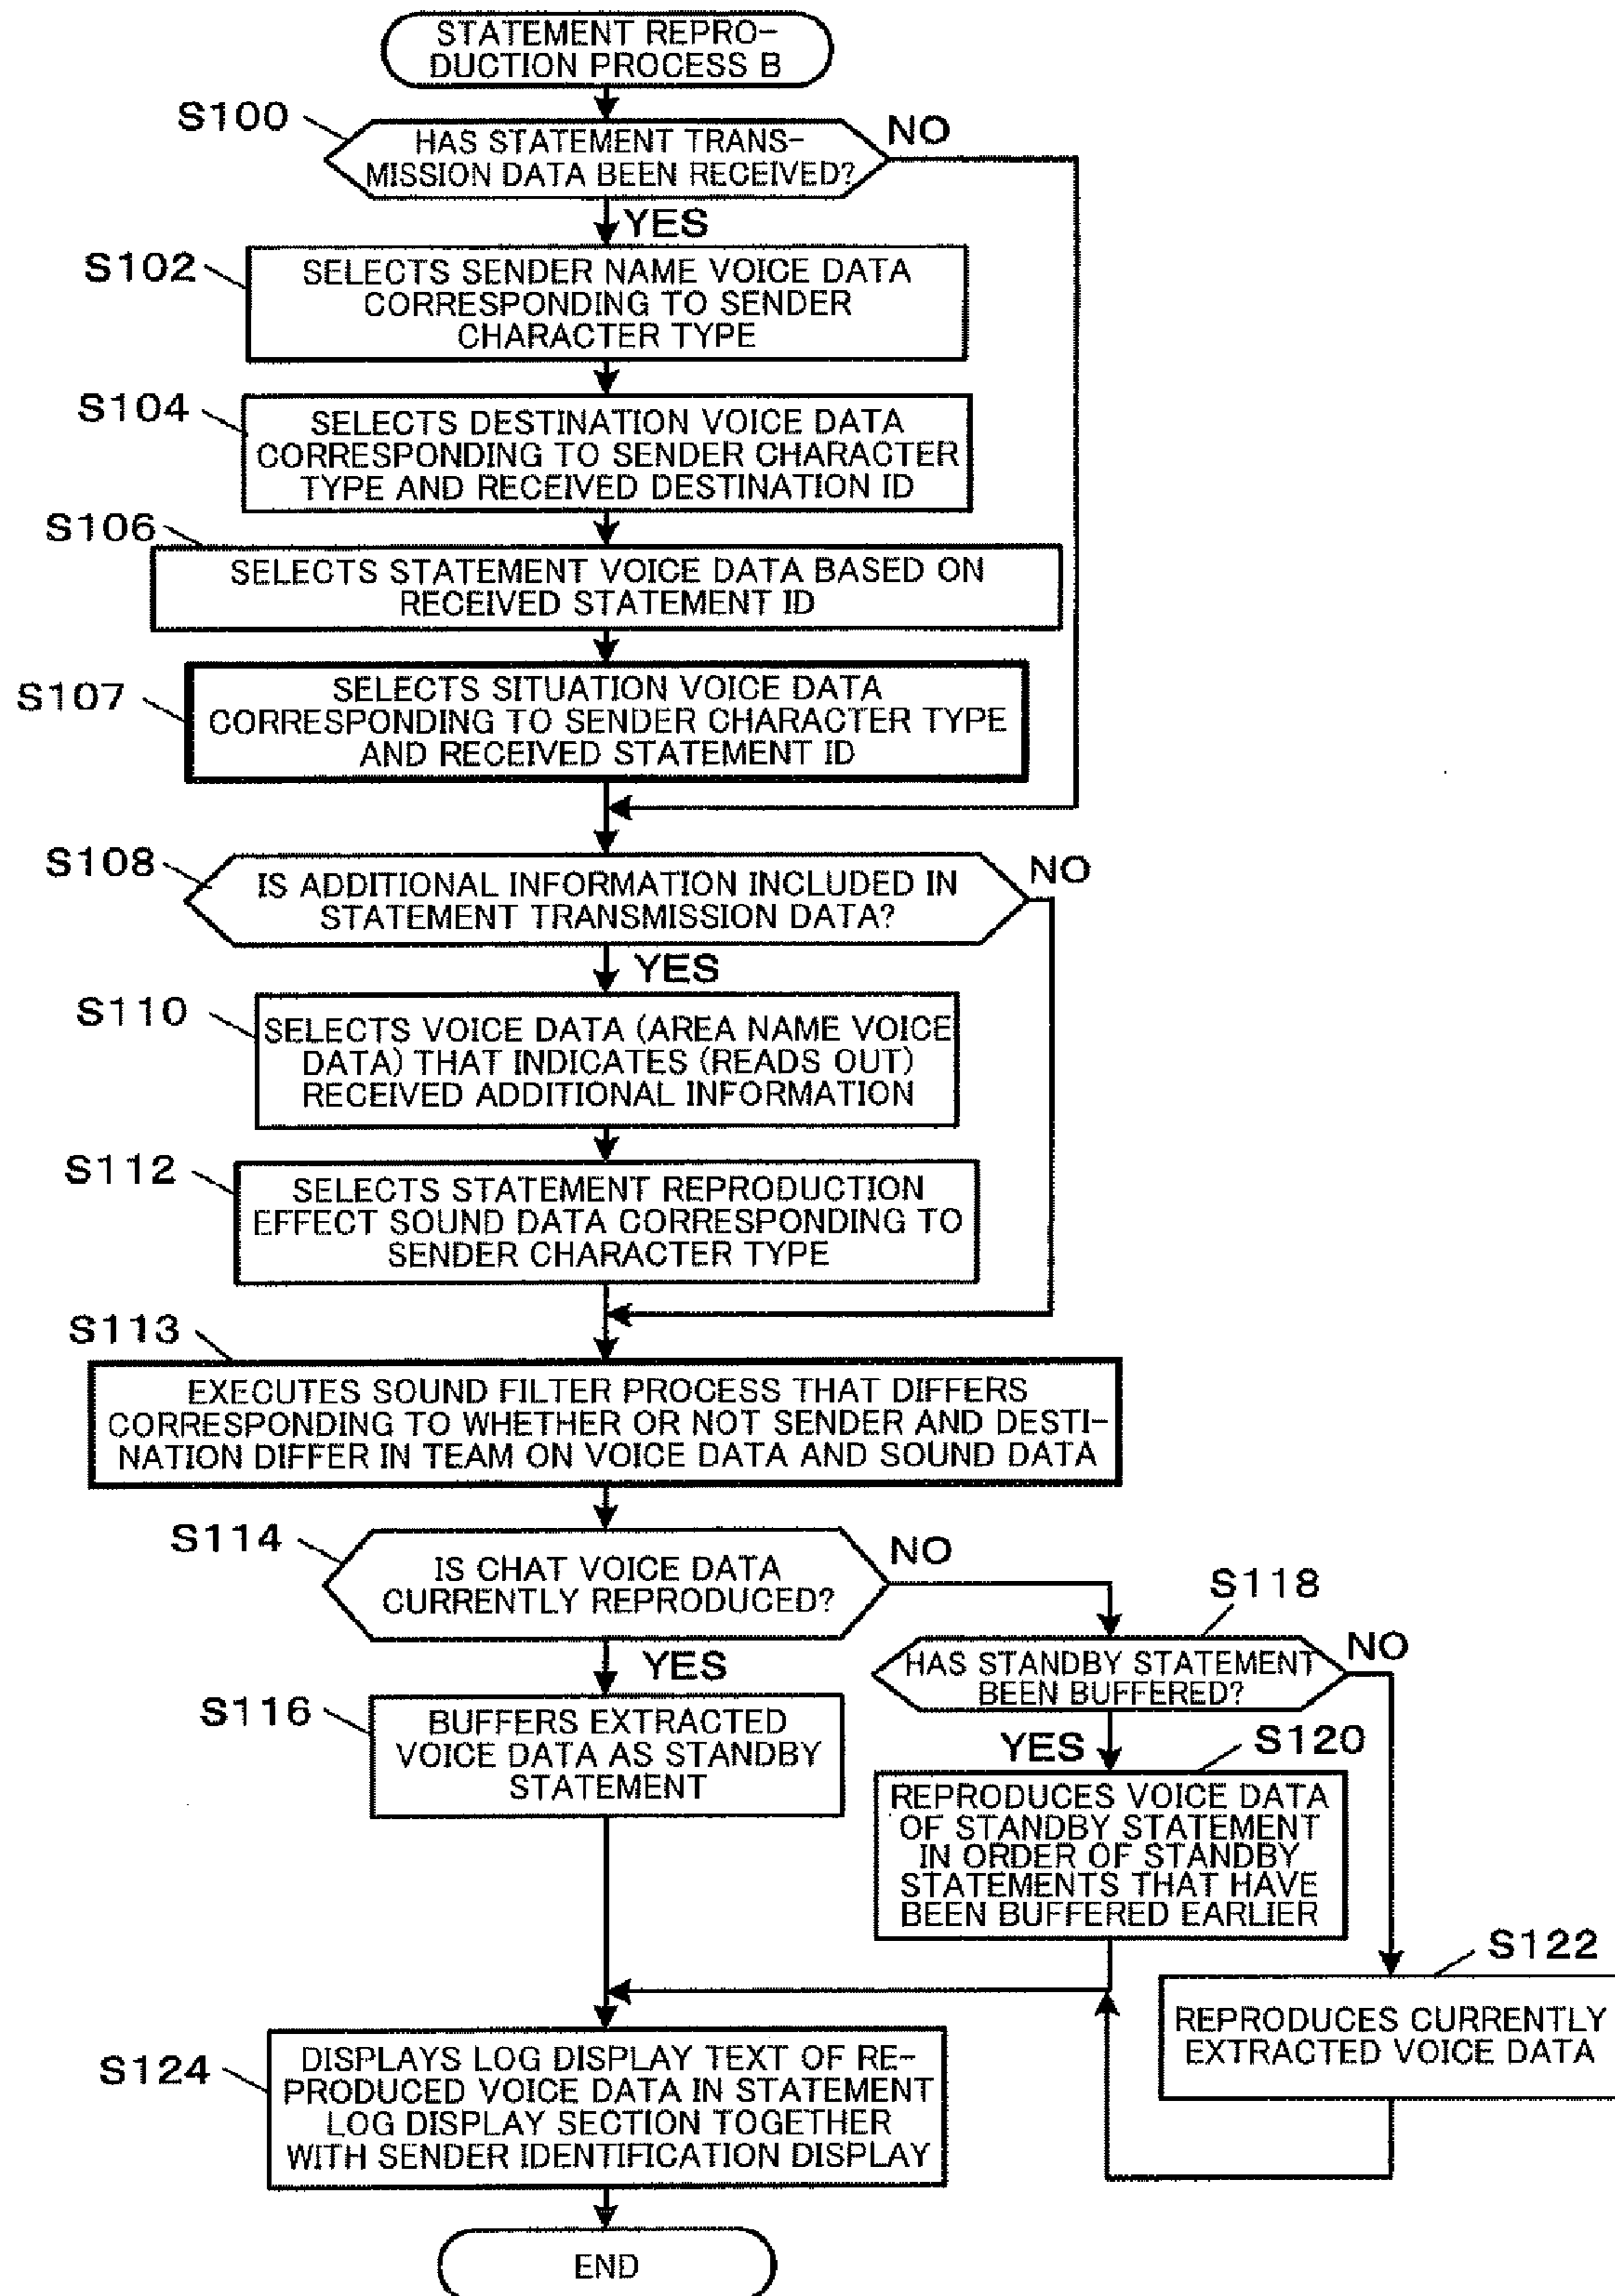 STATEMENT REPRO-
DUCTION PROCESS B
S100
HAS STATEMENT TRANS-
MISSION DATA BEEN RECEIVED?
NO
YES
S102
SELECTS SENDER NAME VOICE DATA
CORRESPONDING TO SENDER
CHARACTER TYPE
S104
SELECTS DESTINATION VOICE DATA
CORRESPONDING TO SENDER CHARACTER
TYPE AND RECEIVED DESTINATION ID
S106
SELECTS STATEMENT VOICE DATA BASED ON
RECEIVED STATEMENT ID
S107
SELECTS SITUATION VOICE DATA
CORRESPONDING TO SENDER CHARACTER TYPE
AND RECEIVED STATEMENT ID
S108
IS ADDITIONAL INFORMATION INCLUDED IN
STATEMENT TRANSMISSION DATA?
NO
YES
S110
SELECTS VOICE DATA (AREA NAME VOICE
DATA) THAT INDICATES (READS OUT)
RECEIVED ADDITIONAL INFORMATION
S112
SELECTS STATEMENT REPRODUCTION
EFFECT SOUND DATA CORRESPONDING TO
SENDER CHARACTER TYPE
S113
EXECUTES SOUND FILTER PROCESS THAT DIFFERS
CORRESPONDING TO WHETHER OR NOT SENDER AND DESTI-
NATION DIFFER IN TEAM ON VOICE DATA AND SOUND DATA
S114
IS CHAT VOICE DATA
CURRENTLY REPRODUCED?
NO
YES
S118
HAS STANDBY STATEMENT
BEEN BUFFERED?
NO
YES
S116
BUFFERS EXTRACTED
VOICE DATA AS STANDBY
STATEMENT
S120
REPRODUCES VOICE DATA
OF STANDBY STATEMENT
IN ORDER OF STANDBY
STATEMENTS THAT HAVE
BEEN BUFFERED EARLIER
S122
REPRODUCES CURRENTLY
EXTRACTED VOICE DATA
S124
DISPLAYS LOG DISPLAY TEXT OF RE-
PRODUCED VOICE DATA IN STATEMENT
LOG DISPLAY SECTION TOGETHER
WITH SENDER IDENTIFICATION DISPLAY
END